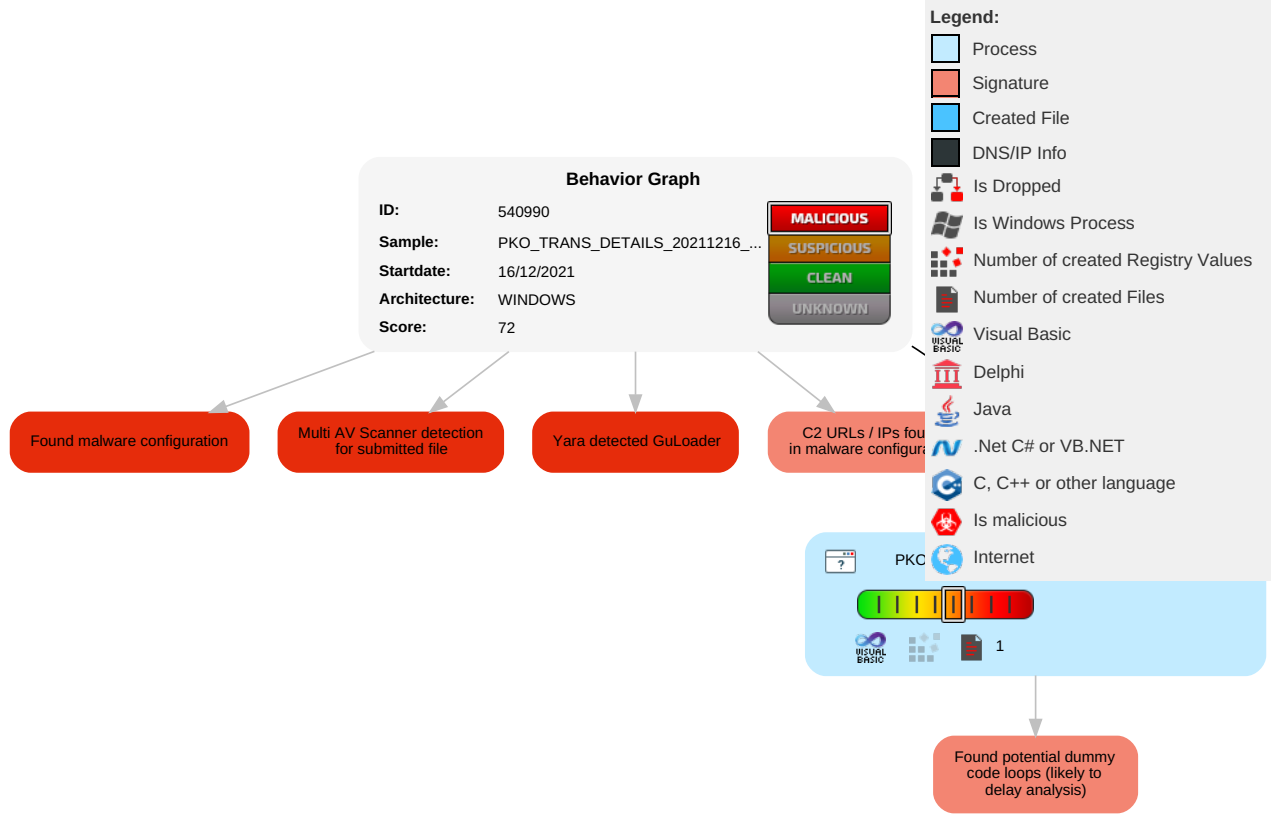 Legend:
Process
Signature
Created File
DNS/IP Info
Is Dropped
Is Windows Process
Number of created Registry Values
Number of created Files
VISUAL
BASIC
Visual Basic
Delphi
Java
.Net C# or VB.NET
C, C++ or other language
Is malicious
Internet
Behavior Graph
ID: 540990
Sample: PKO_TRANS_DETAILS_20211216_...
Startdate: 16/12/2021
Architecture: WINDOWS
Score: 72
MALICIOUS
SUSPICIOUS
CLEAN
UNKNOWN
Found malware configuration
Multi AV Scanner detection
for submitted file
Yara detected GuLoader
C2 URLs / IPs fou
in malware configura
PKO
?
VISUAL
BASIC
1
Found potential dummy
code loops (likely to
delay analysis)